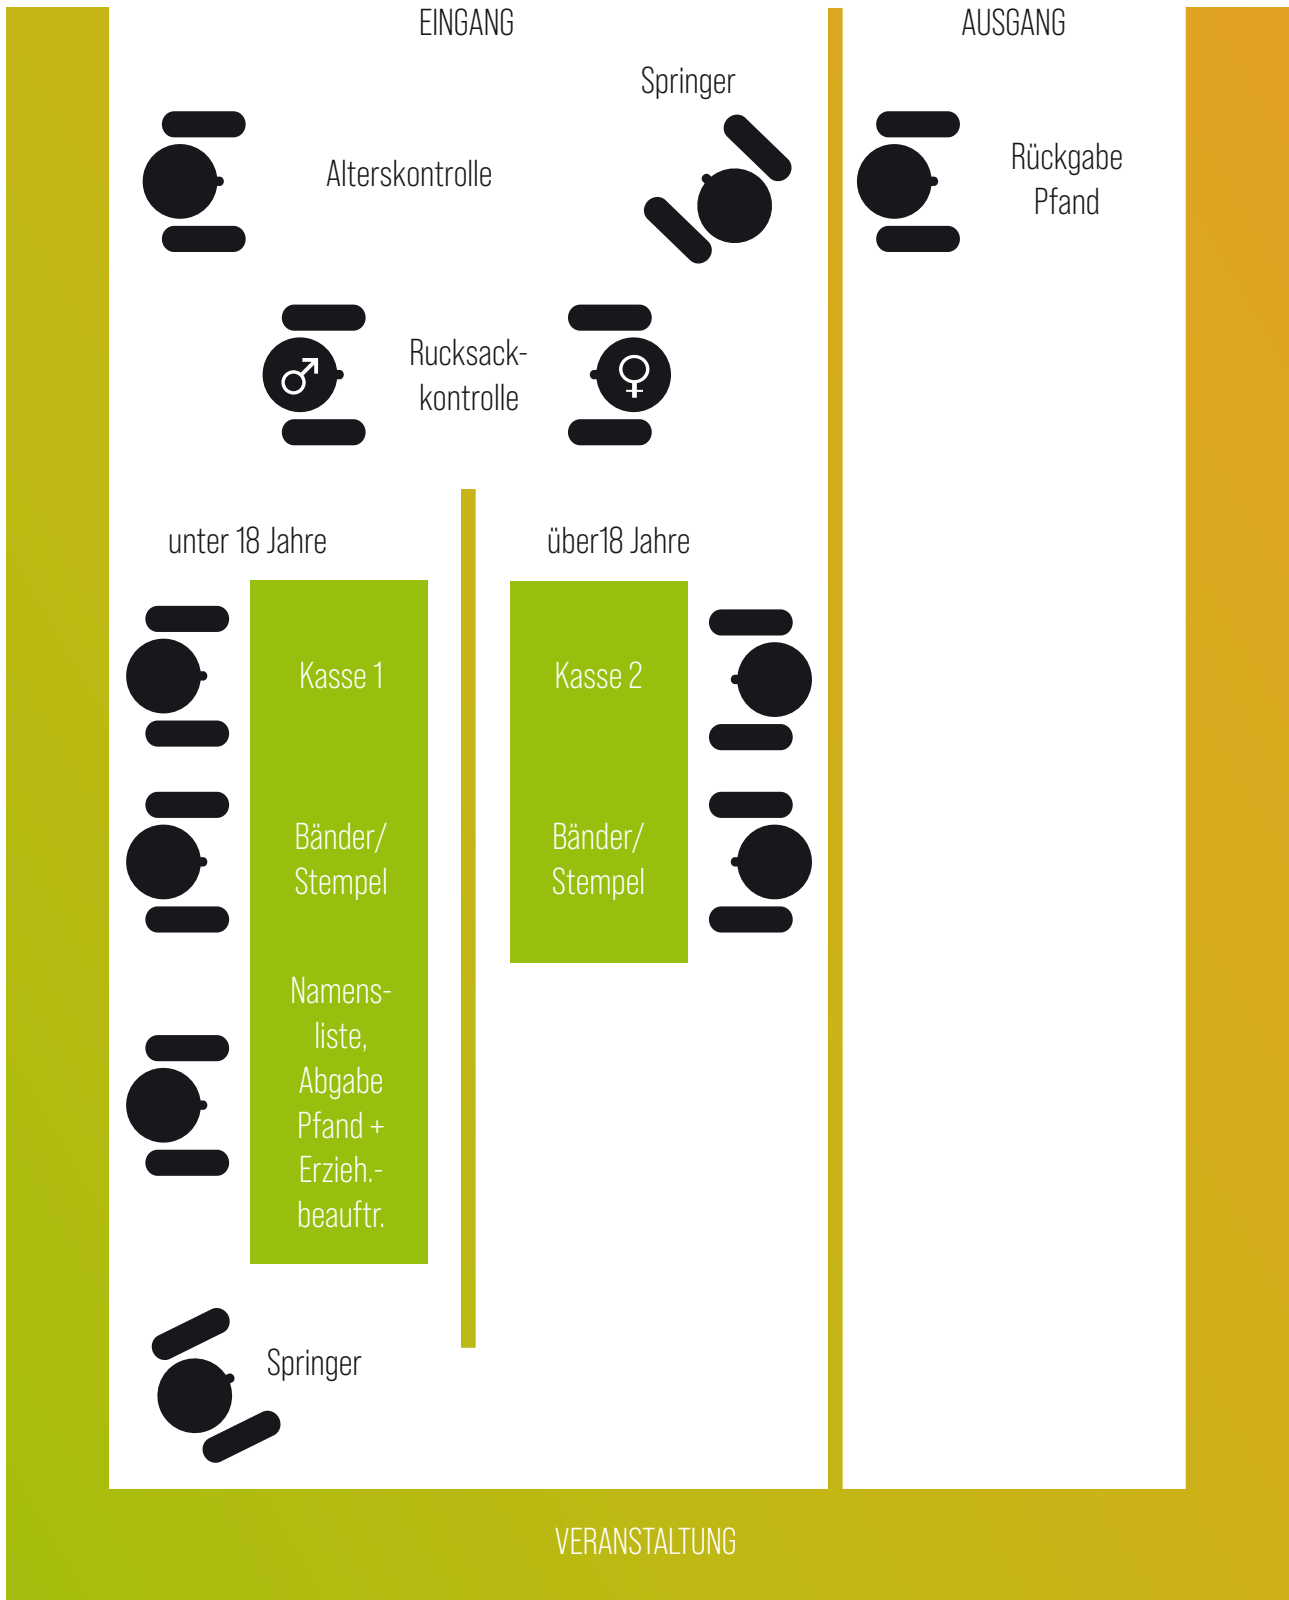 EINGANG
AUSGANG
Springer
Alterskontrolle
Rückgabe
Pfand
Rucksack-
kontrolle
unter 18 Jahre
über18 Jahre
Kasse 1
Kasse 2
Bänder/
Stempel
Bänder/
Stempel
Namens-
liste,
Abgabe
Pfand +
Erzieh.-
beauftr.
Springer
VERANSTALTUNG